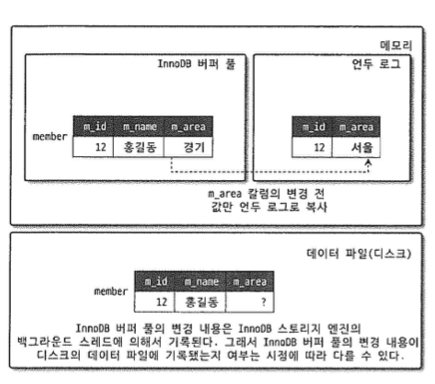 메모리
InnoDB 버퍼 풀
언두 로그
m_id m_name m_area
m_id m_area
member
12 홍길동 경기
12 서울
m_area 칼럼의 변경 전
값만 언두 로그로 복사
데이터 파일(디스크)
m_id m_name m_area
member
12 홍길동 ?
InnoDB 버퍼 풀의 변경 내용은 InnoDB 스토리지 엔진의
백그라운드 스레드에 의해서 기록된다. 그래서 InnoDB 버퍼 풀의 변경 내용이
디스크의 데이터 파일에 기록됐는지 여부는 시점에 따라 다를 수 있다.